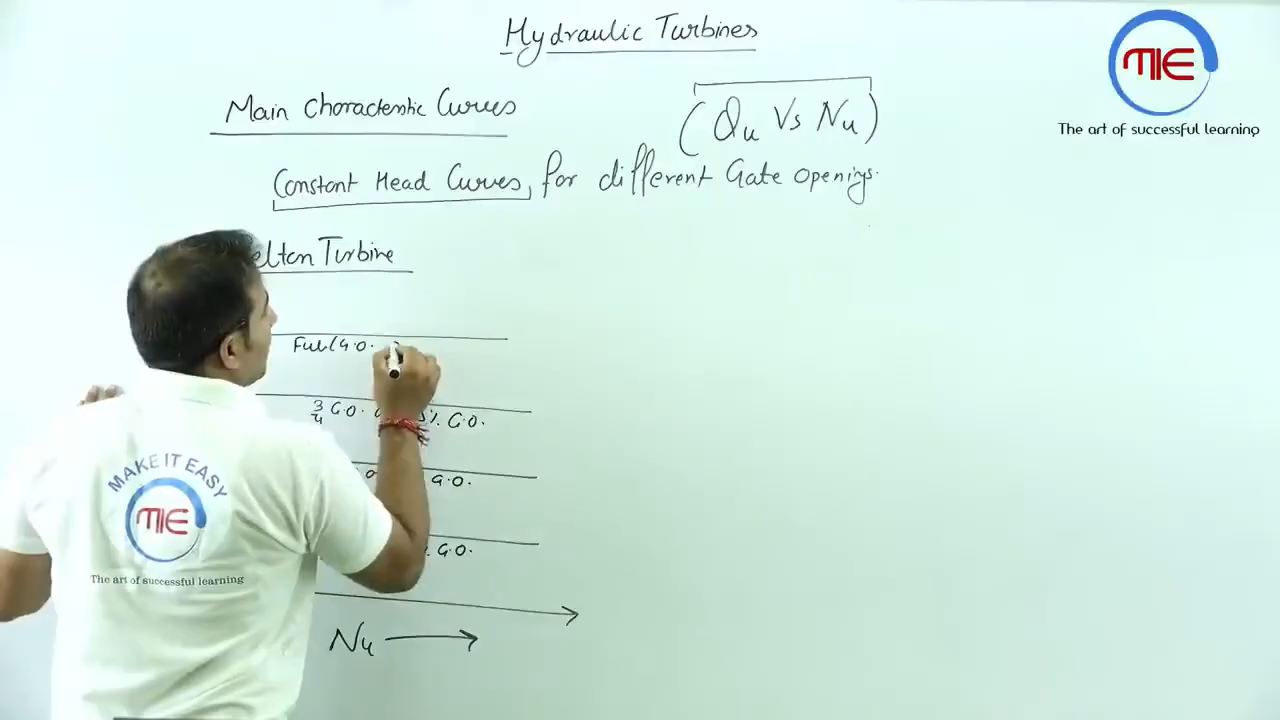 Hydraulic Turbines
MIE
The art of successful learning
Main Characteristic Curves
(Qu Vs Nu)
Constant Head Curves, for different Gate openings.
elton Turbine
Full G.O.
3/4 G.O. %. G.O.
G.O.
%. G.O.
Nu
MAKE IT EASY
MIE
The art of successful learning